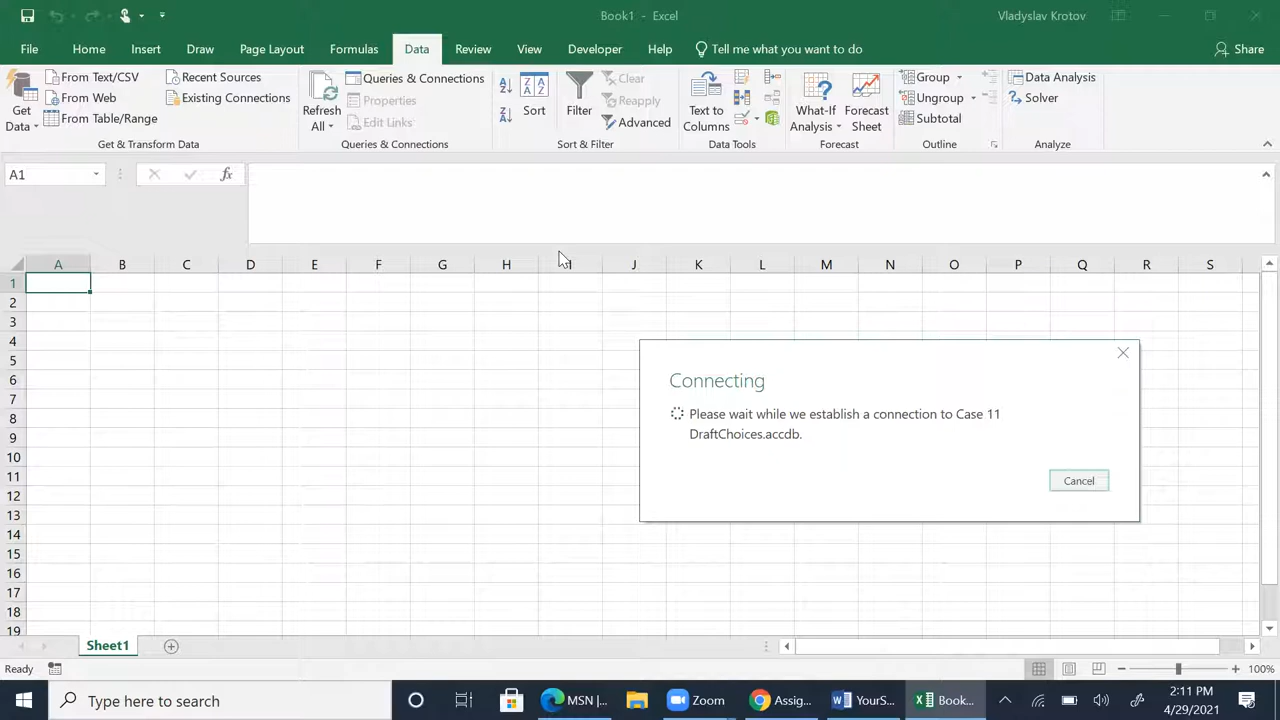 Book1 - Excel
Vladyslav Krotov
File Home Insert Draw Page Layout Formulas Data Review View Developer Help Tell me what you want to do Share
From Text/CSV Recent Sources Queries & Connections Clear Group Data Analysis
From Web Existing Connections Properties Reapply Ungroup Solver
From Table/Range Edit Links Advanced Subtotal
Get Data
Refresh All
Sort
Filter
Text to Columns
What-If Analysis
Forecast Sheet
Get & Transform Data Queries & Connections Sort & Filter Data Tools Forecast Outline Analyze
A1 fx
A B C D E F G H I J K L M N O P Q R S
1
2
3
4
5
6
7
8
9
10
11
12
13
14
15
16
17
18
19
Connecting
Please wait while we establish a connection to Case 11
DraftChoices.accdb.
Cancel
Sheet1
Ready 100%
Type here to search MSN |... Zoom Assig... YourS... Book... 2:11 PM
4/29/2021